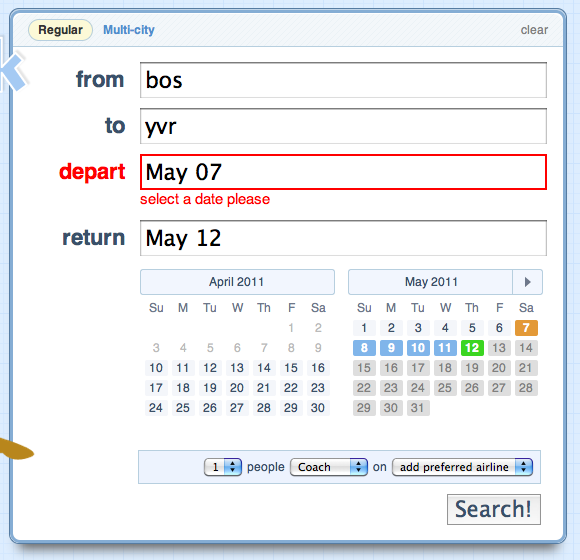 Regular Multi-city clear
from bos
to yvr
depart May 07
select a date please
return May 12
April 2011 May 2011
Su M Tu W Th F Sa Su M Tu W Th F Sa
1 2 1 2 3 4 5 6 7
3 4 5 6 7 8 9 8 9 10 11 12 13 14
10 11 12 13 14 15 16 15 16 17 18 19 20 21
17 18 19 20 21 22 23 22 23 24 25 26 27 28
24 25 26 27 28 29 30 29 30 31
1 people Coach on add preferred airline
Search!